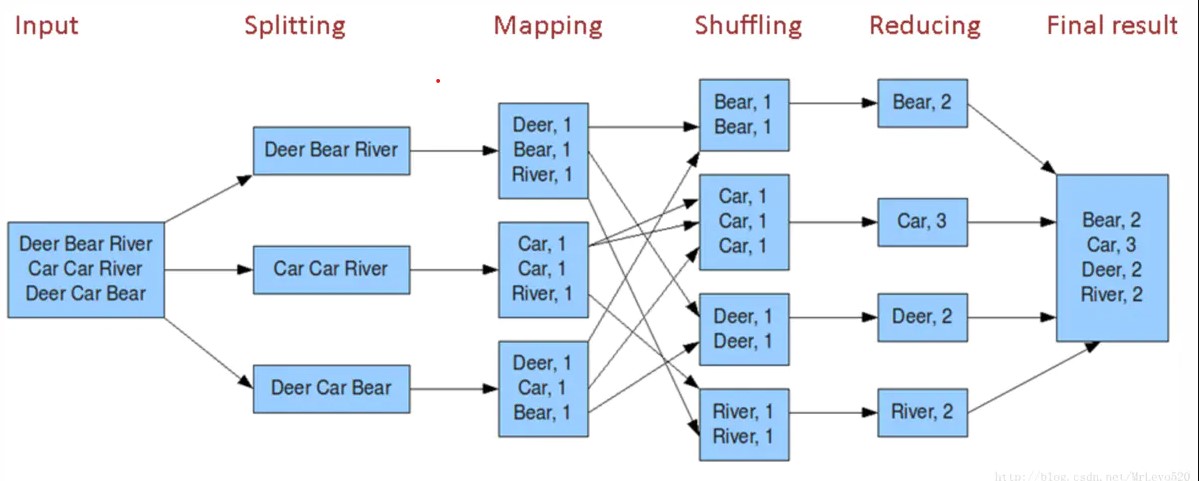 Input
Splitting
Mapping
Shuffling
Reducing
Final result
Deer Bear River
Car Car River
Deer Car Bear
Deer Bear River
Car Car River
Deer Car Bear
Deer, 1
Bear, 1
River, 1
Car, 1
Car, 1
River, 1
Deer, 1
Car, 1
Bear, 1
Bear, 1
Bear, 1
Car, 1
Car, 1
Car, 1
Deer, 1
Deer, 1
River, 1
River, 1
Bear, 2
Car, 3
Deer, 2
River, 2
Bear, 2
Car, 3
Deer, 2
River, 2
http://blog.csdn.net/MrLevo520